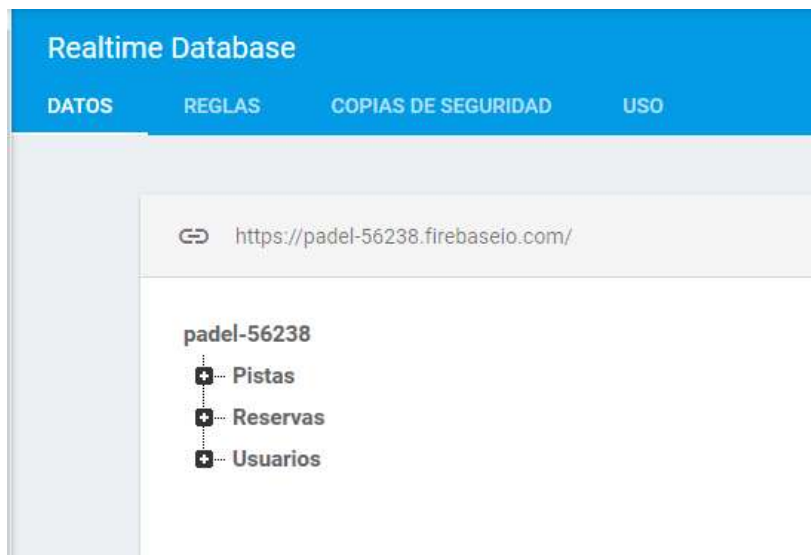 Realtime Database
DATOS REGLAS COPIAS DE SEGURIDAD USO
https://padel-56238.firebaseio.com/
padel-56238
Pistas
Reservas
Usuarios